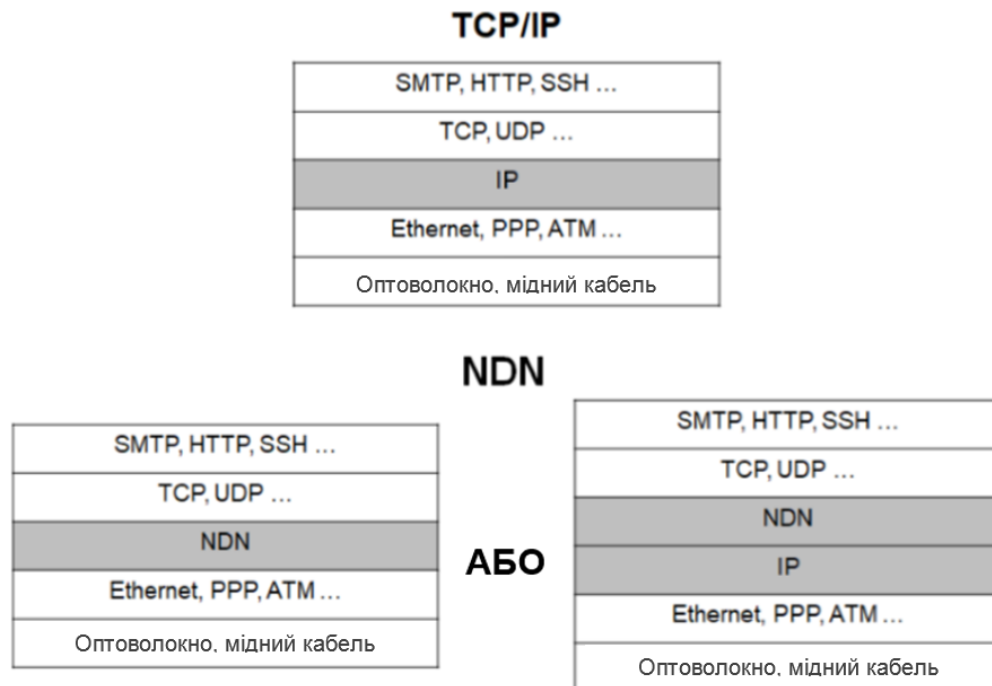 TCP/IP
SMTP, HTTP, SSH ...
TCP, UDP ...
IP
Ethernet, PPP, ATM ...
Оптоволокно, мідний кабель
NDN
SMTP, HTTP, SSH ...
TCP, UDP ...
NDN
Ethernet, PPP, ATM ...
Оптоволокно, мідний кабель
АБО
SMTP, HTTP, SSH ...
TCP, UDP ...
NDN
IP
Ethernet, PPP, ATM ...
Оптоволокно, мідний кабель